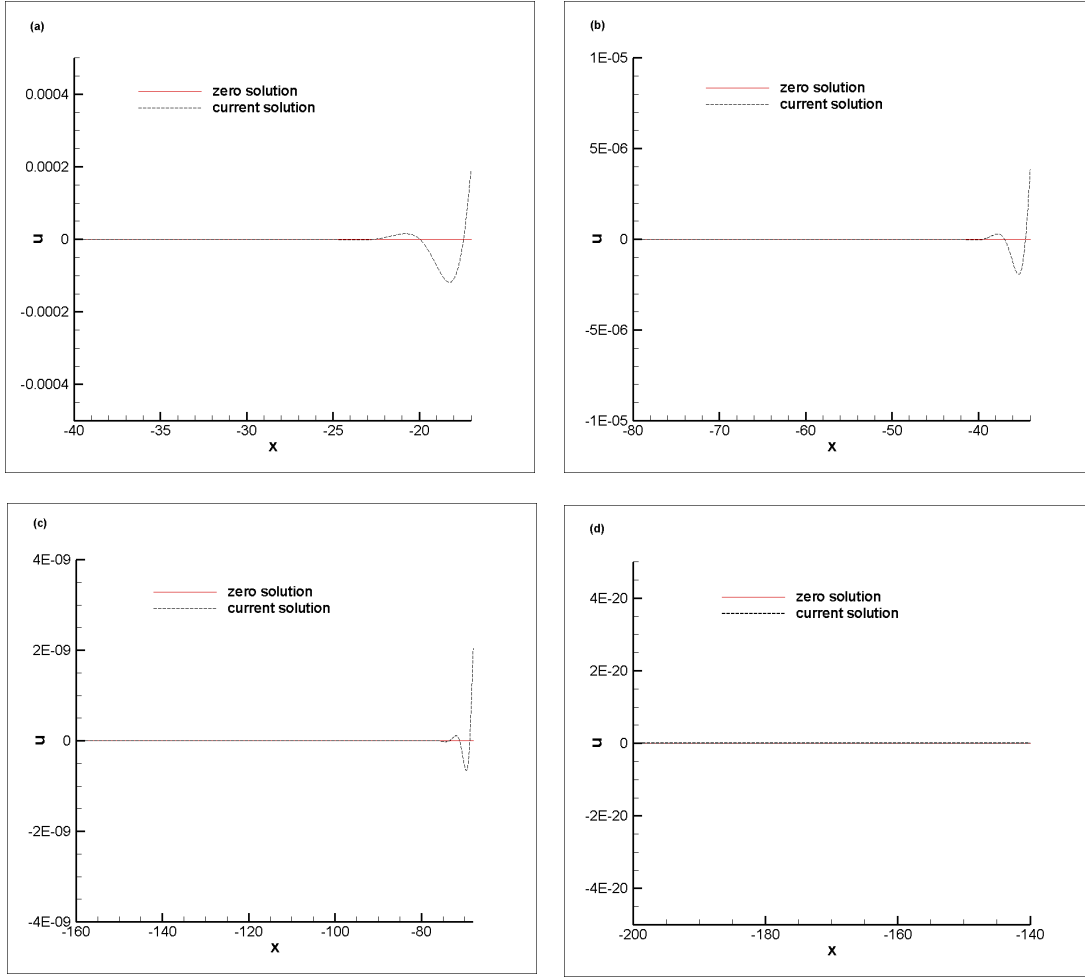 (a)
0.0004
0.0002
0
-0.0002
-0.0004
u
zero solution
current solution
-40
-35
-30
-25
-20
x
(b)
1E-05
5E-06
0
-5E-06
-1E-05
u
zero solution
current solution
-80
-70
-60
-50
-40
x
(c)
4E-09
2E-09
0
-2E-09
-4E-09
u
zero solution
current solution
-160
-140
-120
-100
-80
x
(d)
4E-20
2E-20
0
-2E-20
-4E-20
u
zero solution
current solution
-200
-180
-160
-140
x